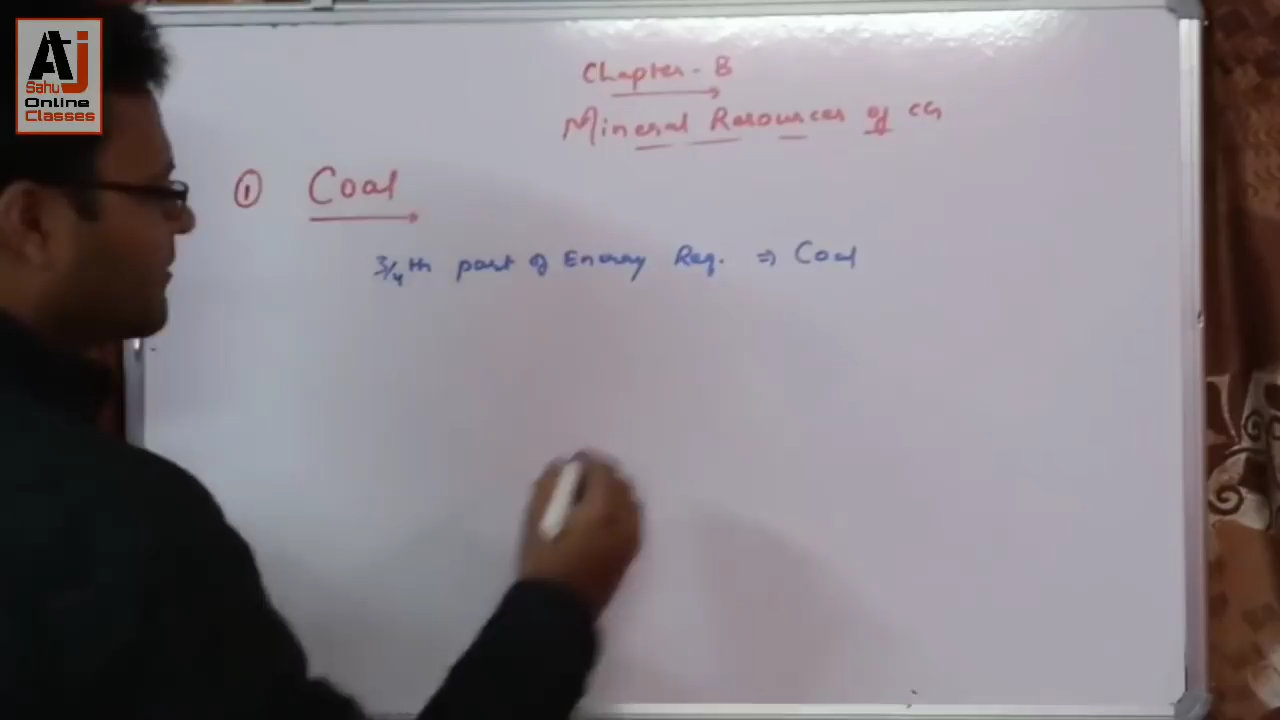 Aj
Sahu
Online
Classes
Chapter - 8
Mineral Resources of CG
① Coal
3/4th part of Energy Req. ⇒ Coal